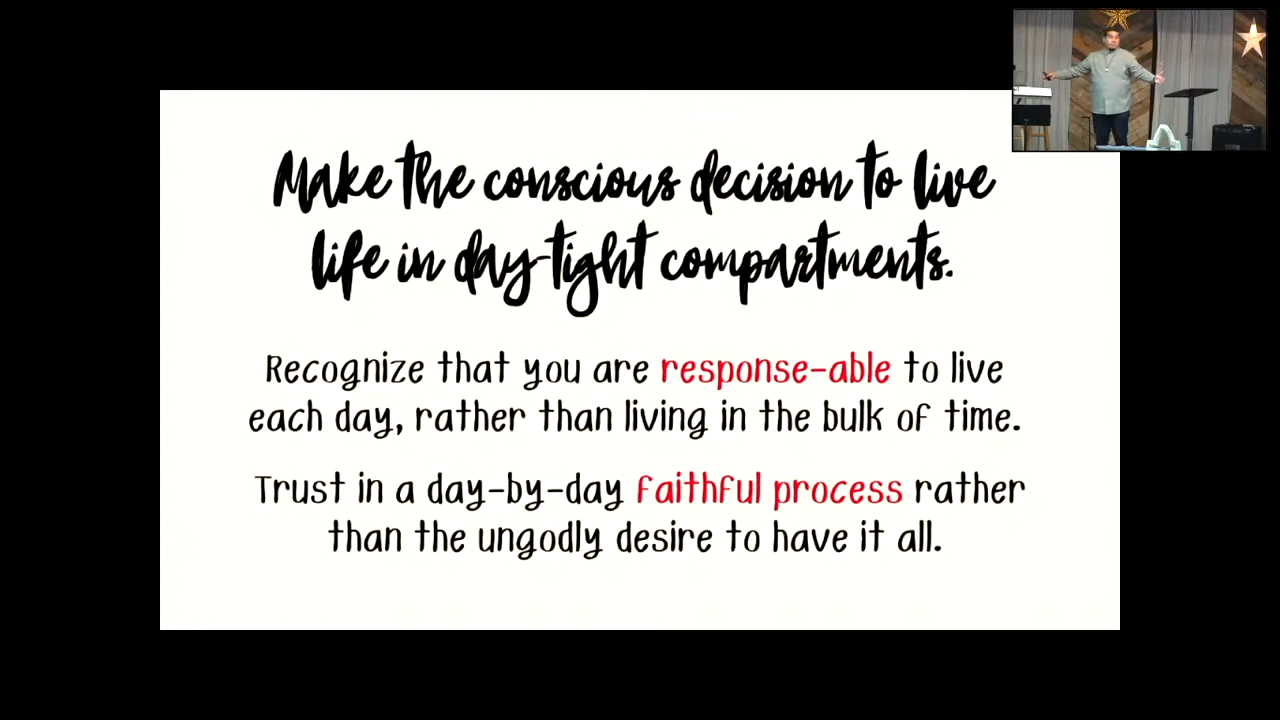 Make the conscious decision to live
life in day-tight compartments.
Recognize that you are response-able to live
each day, rather than living in the bulk of time.
Trust in a day-by-day faithful process rather
than the ungodly desire to have it all.